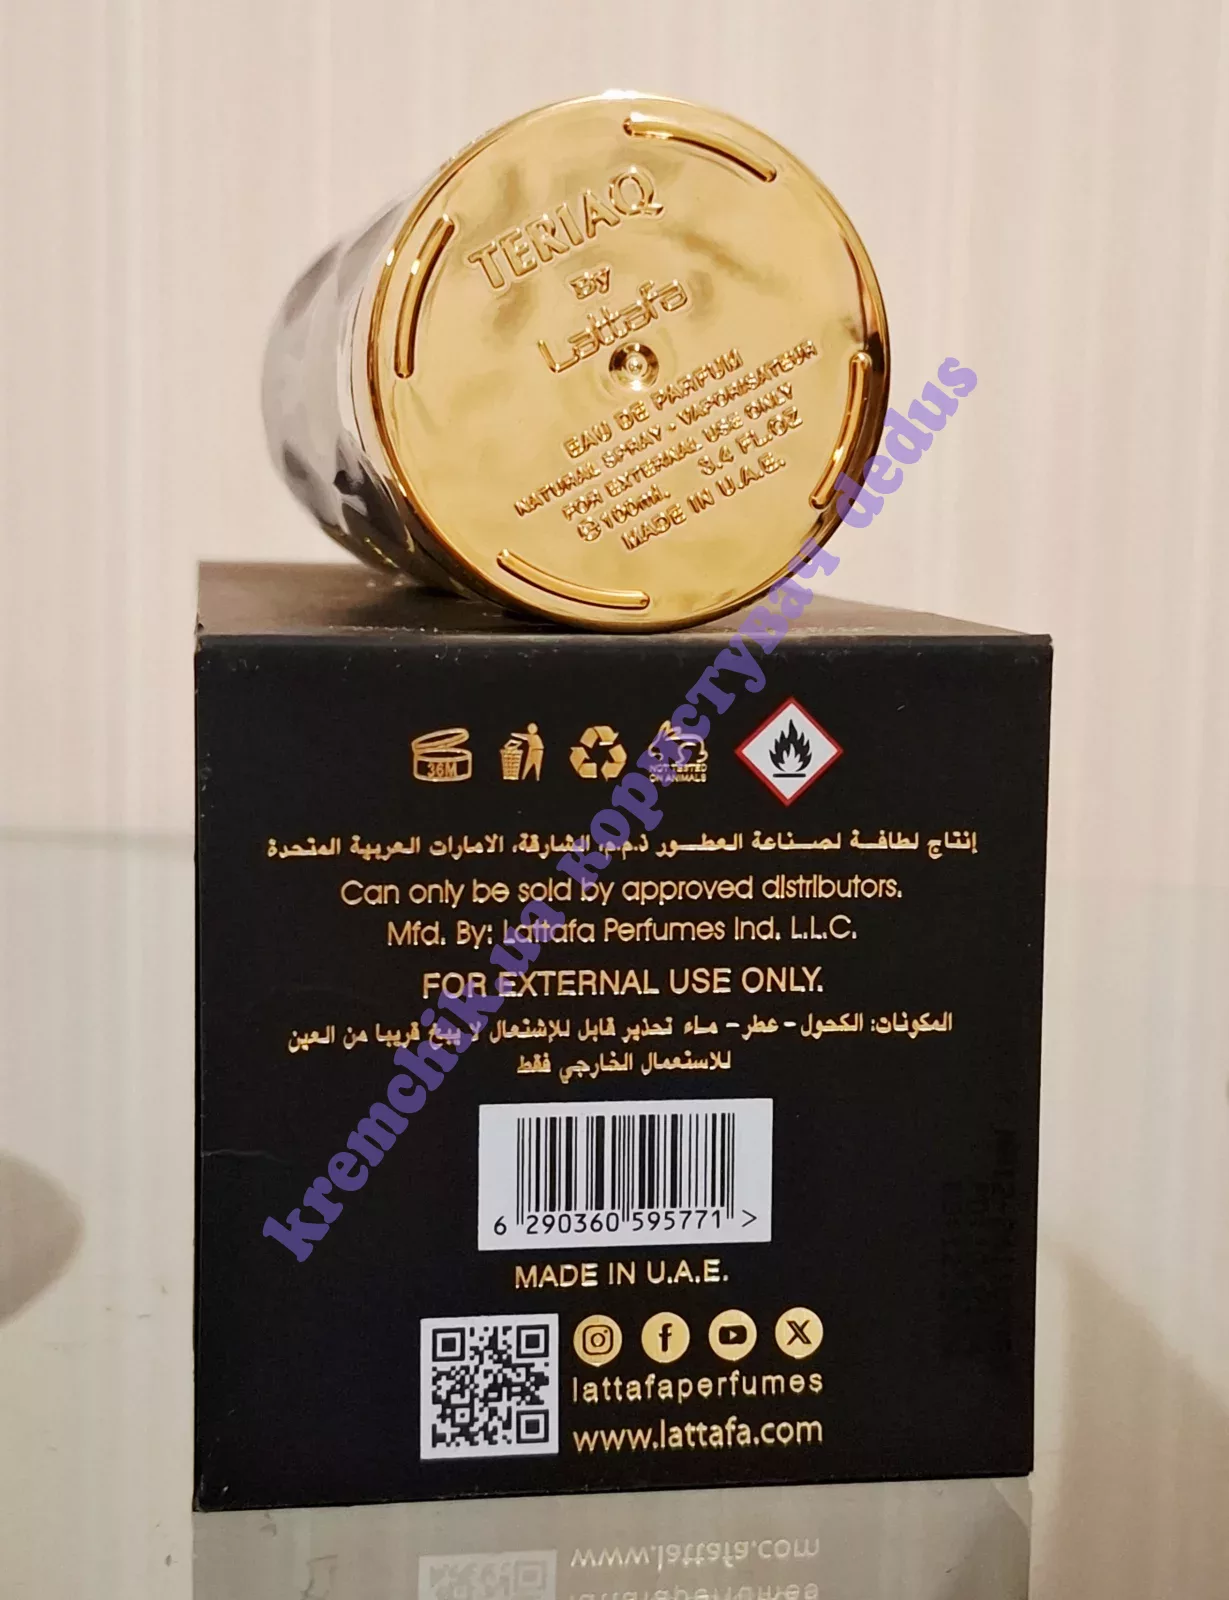 TERIAQ
By
Lattafa
EAU DE PARFUM
NATURAL SPRAY • VAPORISATEUR
FOR EXTERNAL USE ONLY
℮ 100ml. 3.4 FL.OZ
MADE IN U.A.E.
36M
NOT TESTED
ON ANIMALS
إنتاج لطافة لصناعة العطور ذ.م.م، الشارقة، الامارات العربية المتحدة
Can only be sold by approved distributors.
Mfd. By: Lattafa Perfumes Ind. L.L.C.
FOR EXTERNAL USE ONLY.
المكونات: الكحول - عطر - ماء تحذير قابل للإشتعال لا يبخ قريبا من العين
للاستعمال الخارجي فقط
6 290360 595771 >
MADE IN U.A.E.
lattafaperfumes
www.lattafa.com
kremchik.ua користувач dedus